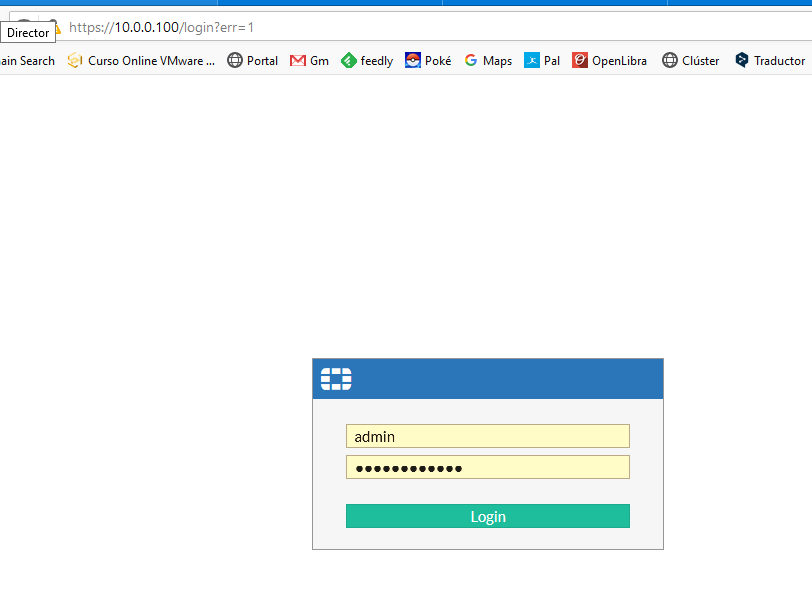 https://10.0.0.100/login?err=1
Director
ain Search Curso Online VMware ... Portal Gm feedly Poké Maps Pal OpenLibra Clúster Traductor
admin
●●●●●●●●●●●●
Login